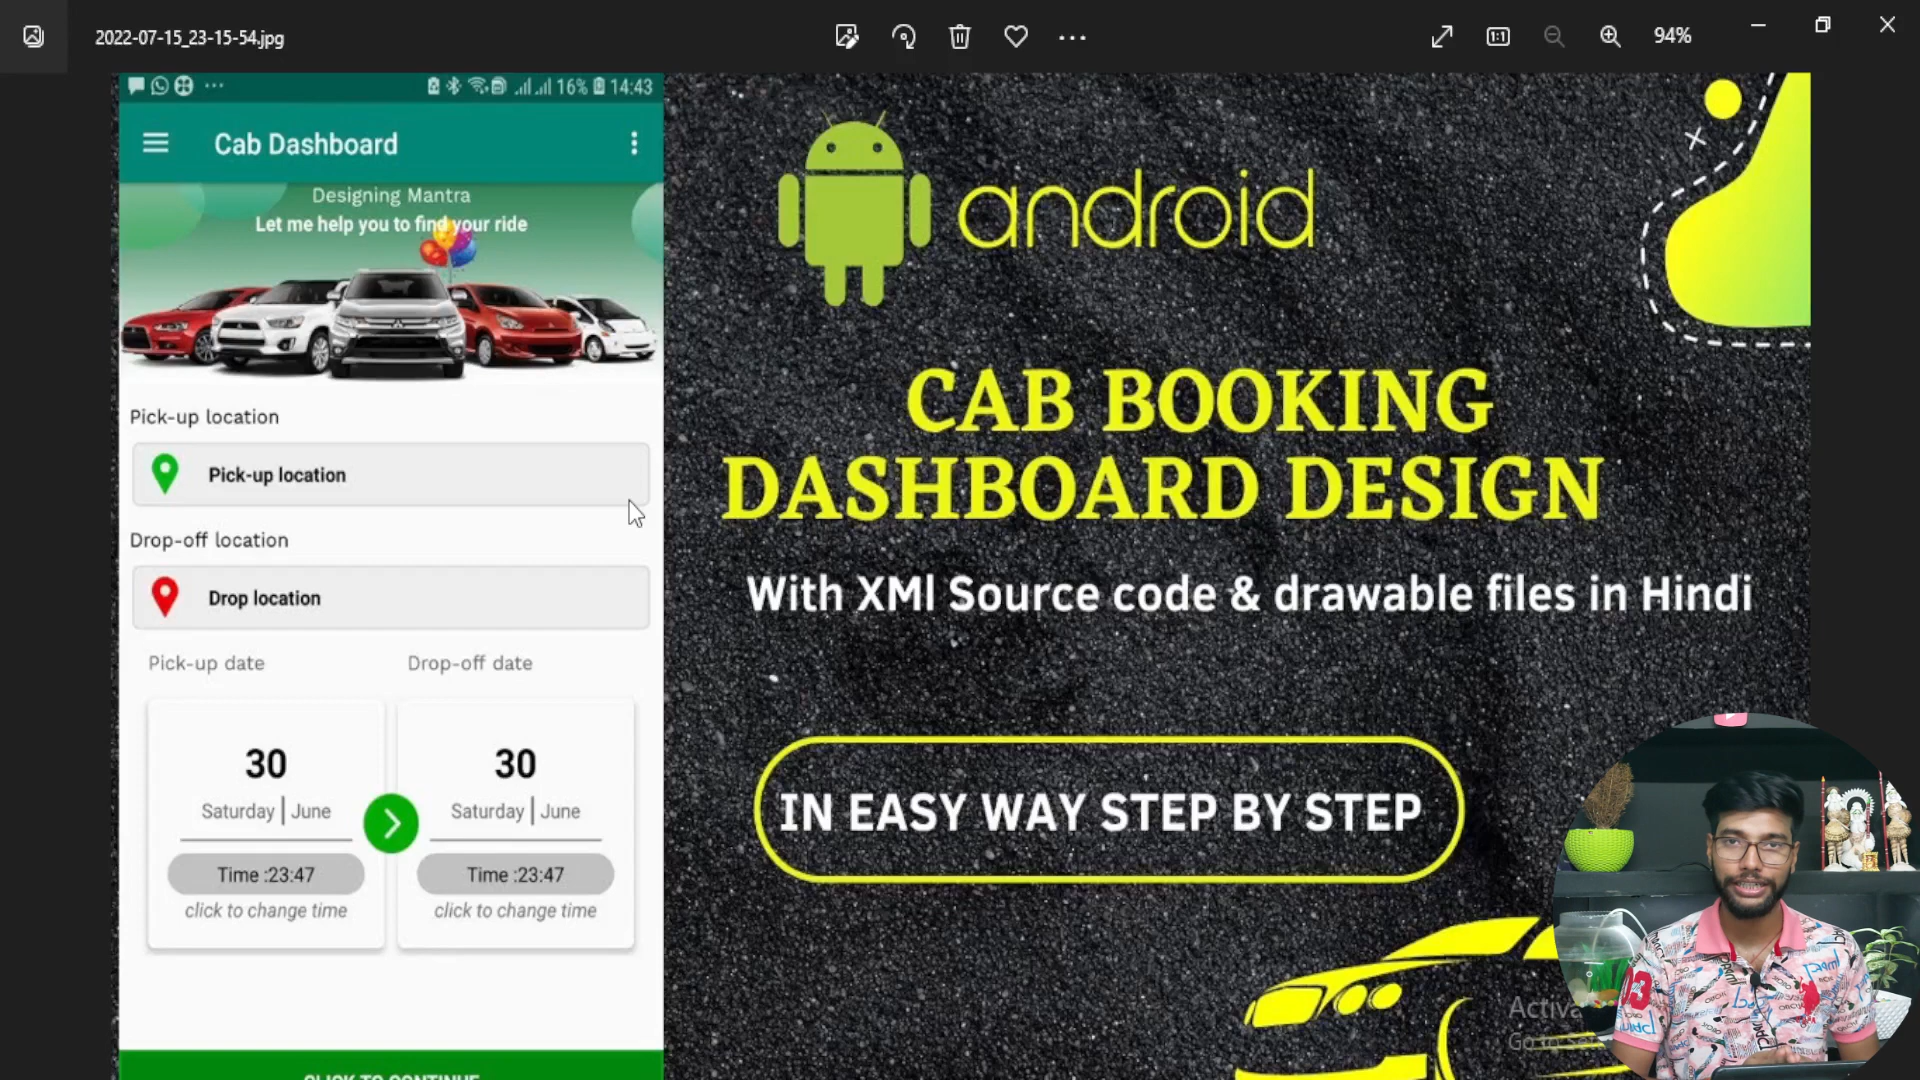 2022-07-15_23-15-54.jpg
94%
16% 14:43
Cab Dashboard
Designing Mantra
Let me help you to find your ride
Pick-up location
Pick-up location
Drop-off location
Drop location
Pick-up date
Drop-off date
30
Saturday | June
Time :23:47
click to change time
30
Saturday | June
Time :23:47
click to change time
CLICK TO CONTINUE
android
CAB BOOKING
DASHBOARD DESIGN
With XMl Source code & drawable files in Hindi
IN EASY WAY STEP BY STEP